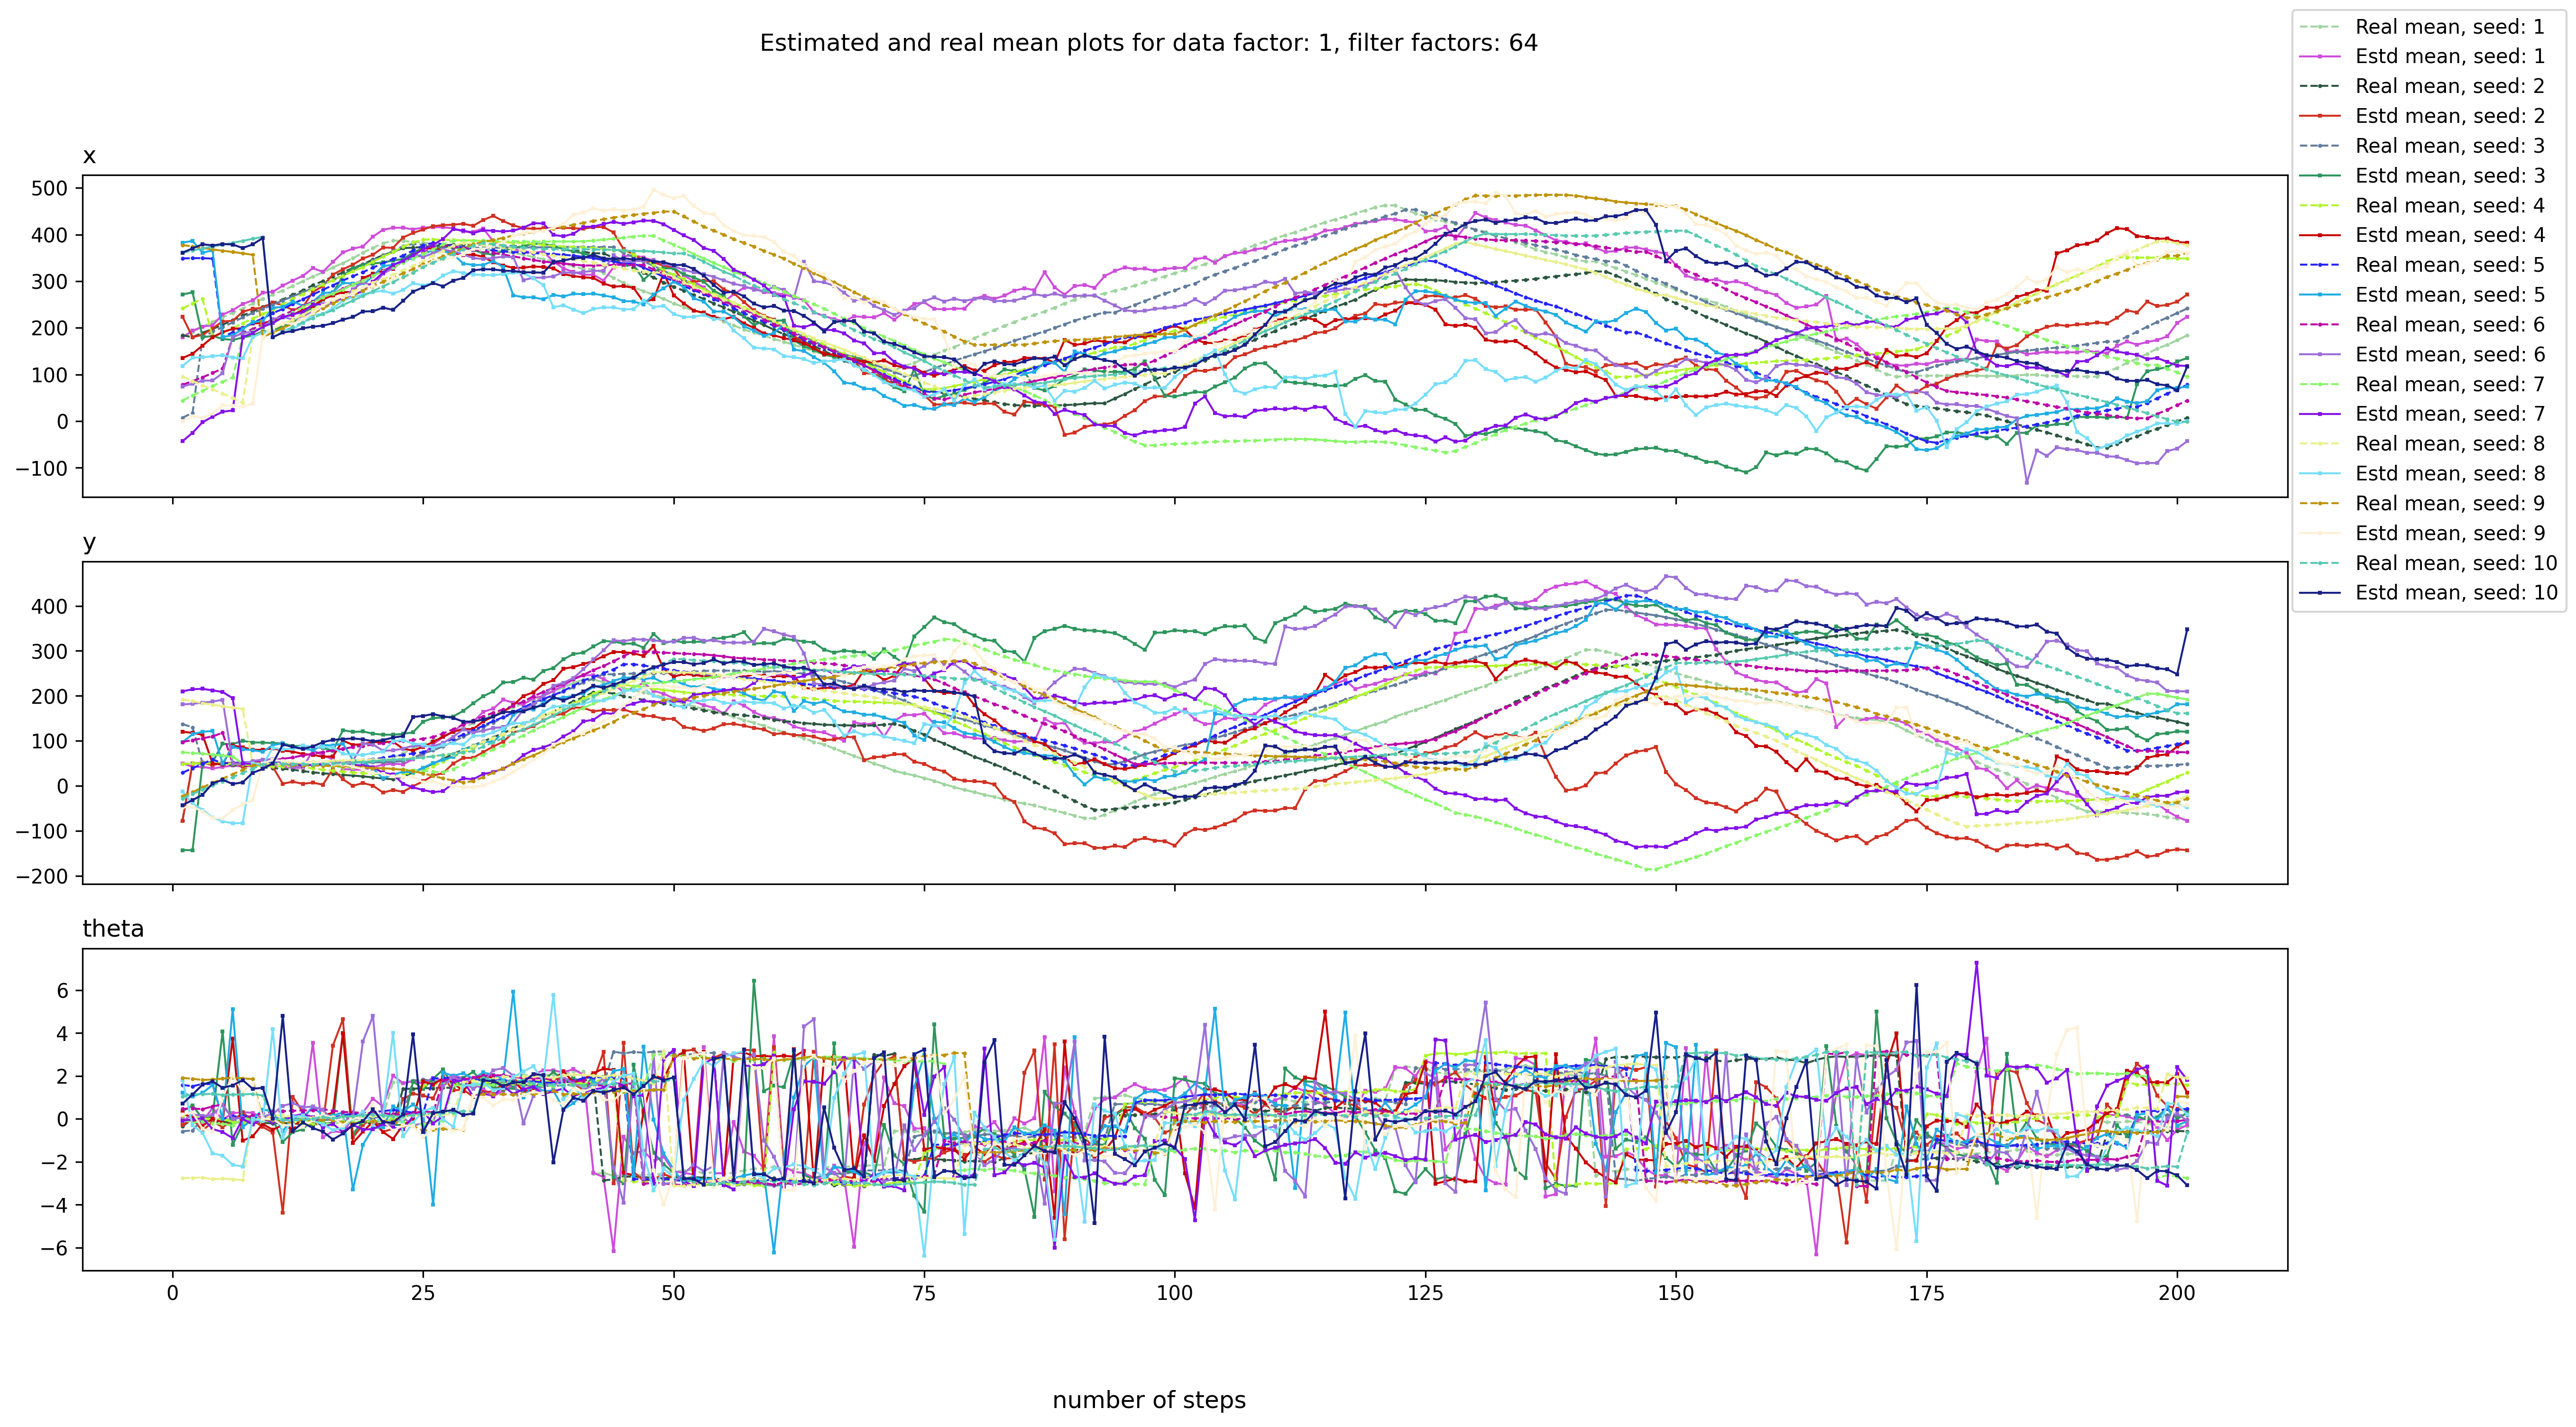 Estimated and real mean plots for data factor: 1, filter factors: 64
Real mean, seed: 1
Estd mean, seed: 1
Real mean, seed: 2
Estd mean, seed: 2
Real mean, seed: 3
Estd mean, seed: 3
Real mean, seed: 4
Estd mean, seed: 4
Real mean, seed: 5
Estd mean, seed: 5
Real mean, seed: 6
Estd mean, seed: 6
Real mean, seed: 7
Estd mean, seed: 7
Real mean, seed: 8
Estd mean, seed: 8
Real mean, seed: 9
Estd mean, seed: 9
Real mean, seed: 10
Estd mean, seed: 10
x
500
400
300
200
100
0
−100
y
400
300
200
100
0
−100
−200
theta
6
4
2
0
−2
−4
−6
0 25 50 75 100 125 150 175 200
number of steps